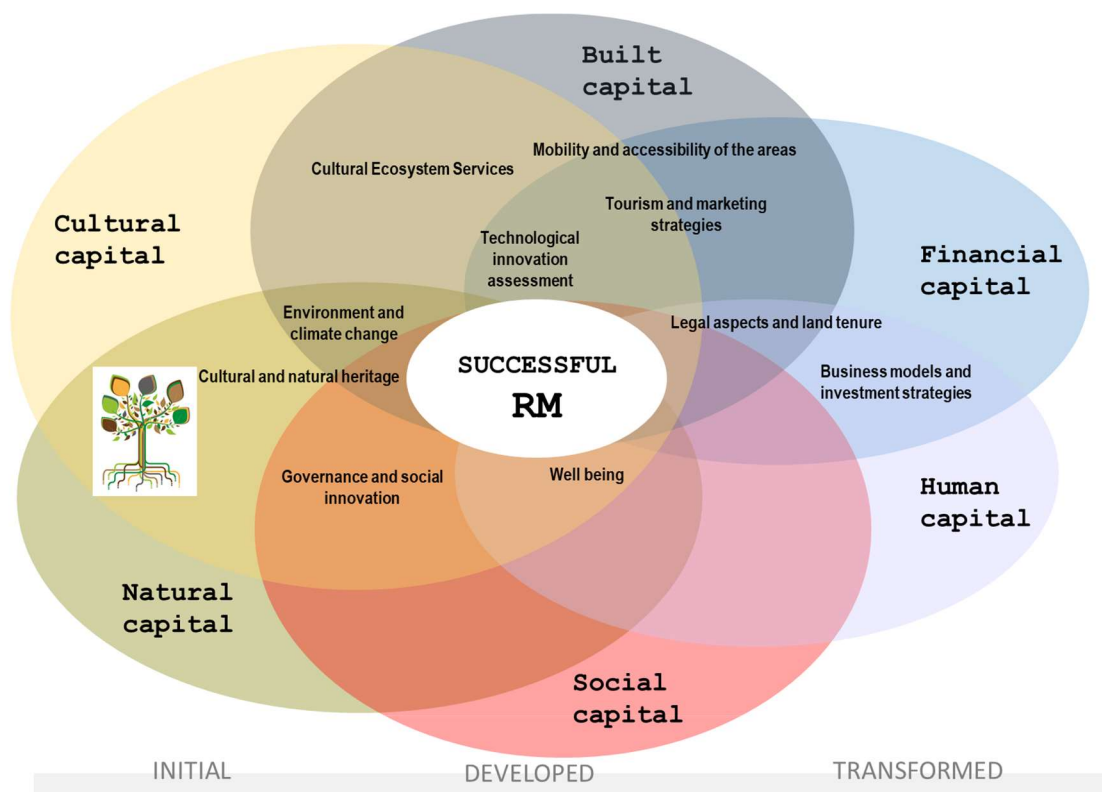 Built
capital
Mobility and accessibility of the areas
Cultural Ecosystem Services
Tourism and marketing
strategies
Cultural
capital
Technological
innovation
assessment
Financial
capital
Environment and
climate change
Legal aspects and land tenure
SUCCESSFUL
RM
Cultural and natural heritage
Business models and
investment strategies
Governance and social
innovation
Well being
Human
capital
Natural
capital
Social
capital
INITIAL
DEVELOPED
TRANSFORMED